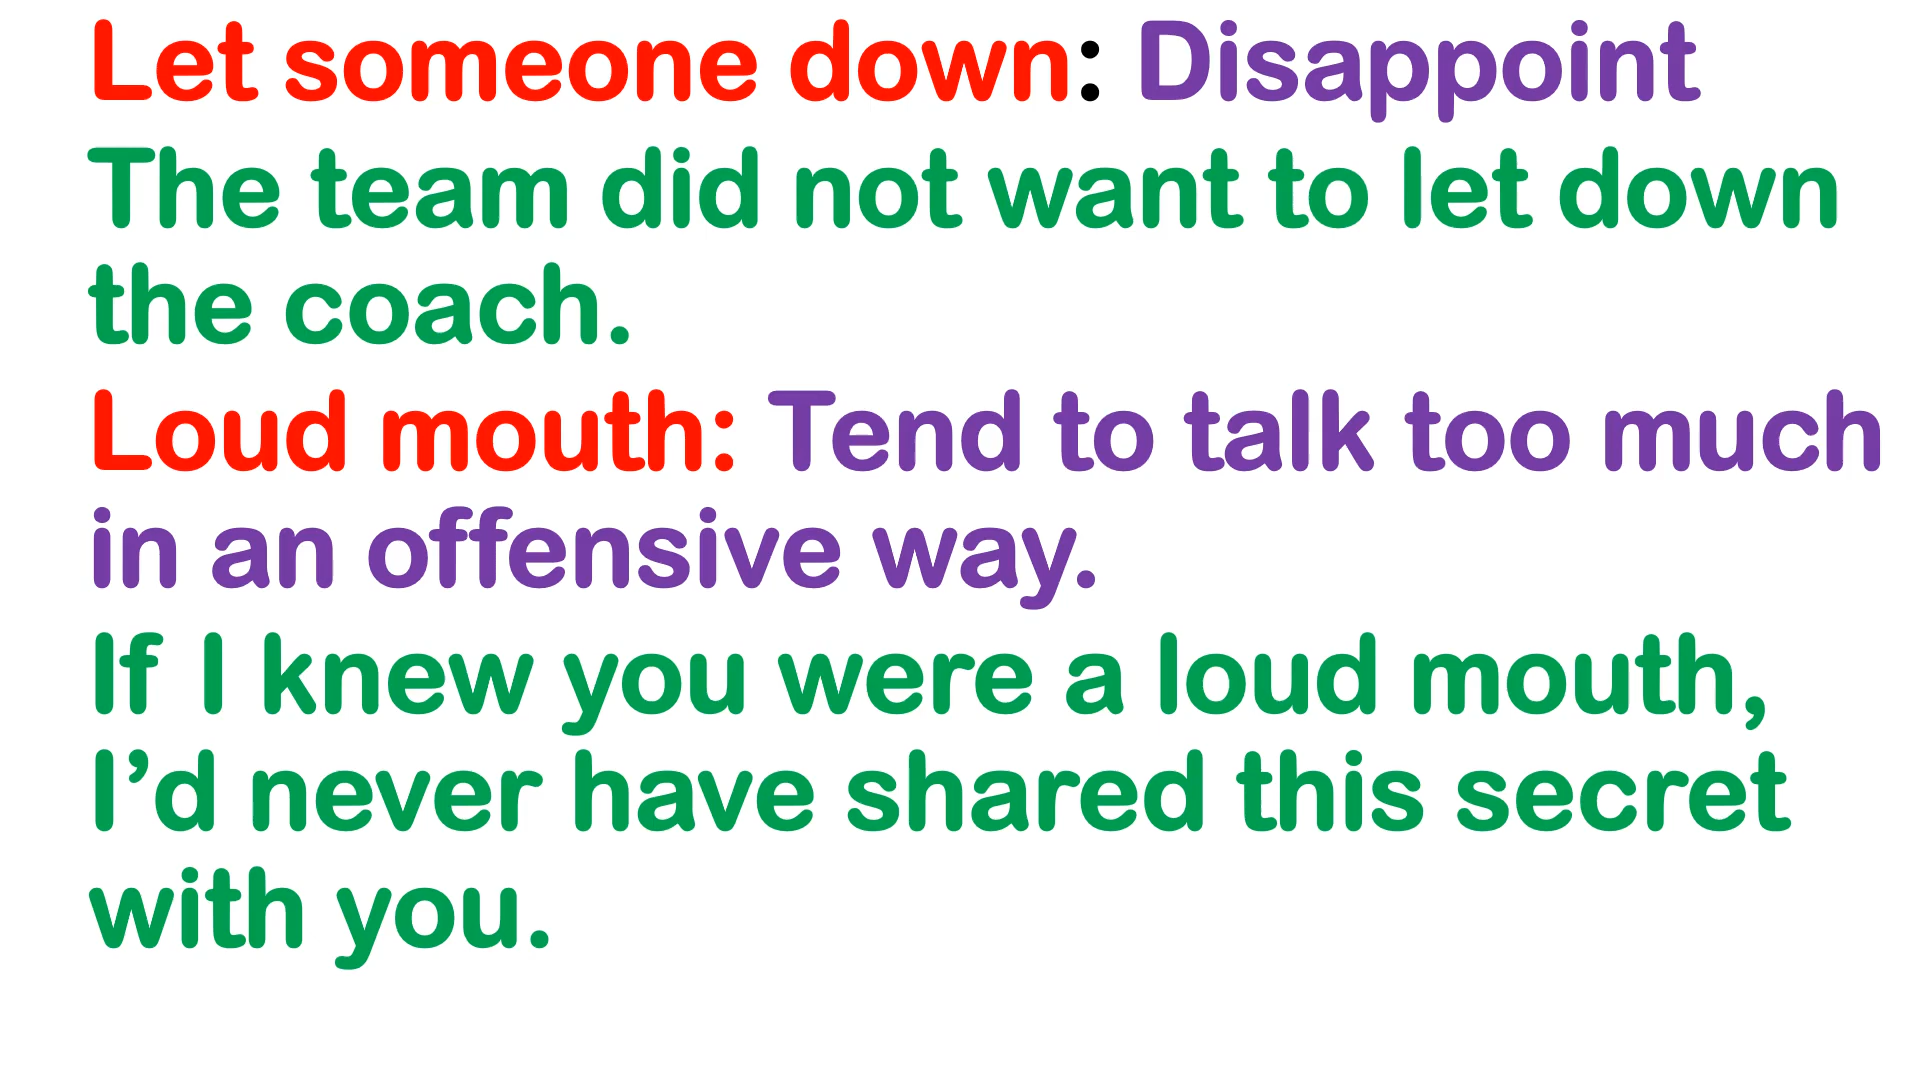 Let someone down: Disappoint
The team did not want to let down
the coach.
Loud mouth: Tend to talk too much
in an offensive way.
If I knew you were a loud mouth,
I’d never have shared this secret
with you.